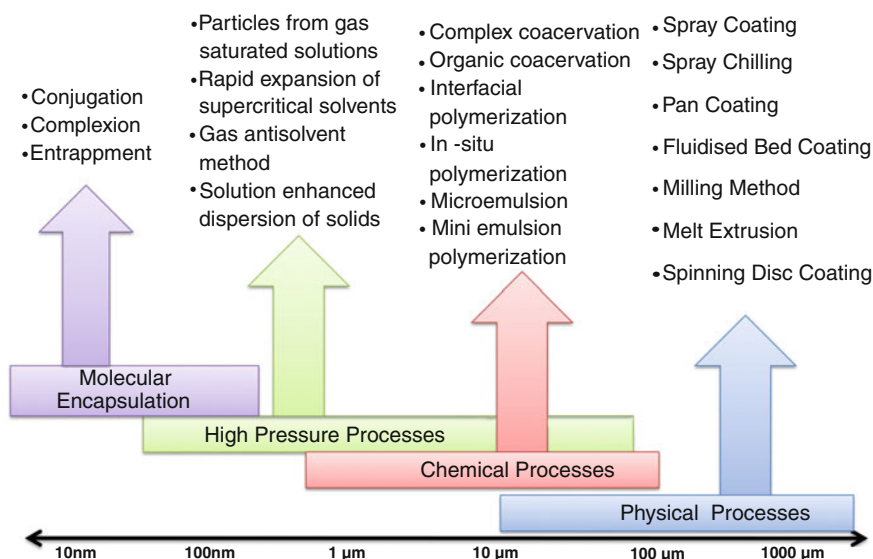 •Conjugation
•Complexion
•Entrappment
•Particles from gas
saturated solutions
•Rapid expansion of
supercritical solvents
•Gas antisolvent
method
•Solution enhanced
dispersion of solids
•Complex coacervation
•Organic coacervation
•Interfacial
polymerization
•In -situ
polymerization
•Microemulsion
•Mini emulsion
polymerization
•Spray Coating
•Spray Chilling
•Pan Coating
•Fluidised Bed Coating
•Milling Method
•Melt Extrusion
•Spinning Disc Coating
Molecular
Encapsulation
High Pressure Processes
Chemical Processes
Physical Processes
10nm 100nm 1 µm 10 µm 100 µm 1000 µm